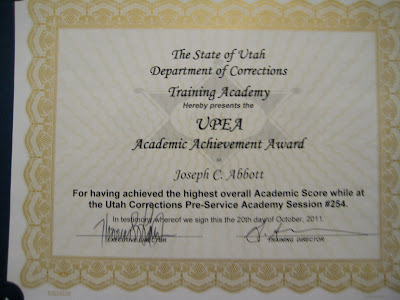 The State of Utah
Department of Corrections
Training Academy
Hereby presents the
UPEA
Academic Achievement Award
to
Joseph C. Abbott
For having achieved the highest overall Academic Score while at
the Utah Corrections Pre-Service Academy Session #254.
In testimony whereof we sign this the 20th day of October, 2011.
EXECUTIVE DIRECTOR
TRAINING DIRECTOR